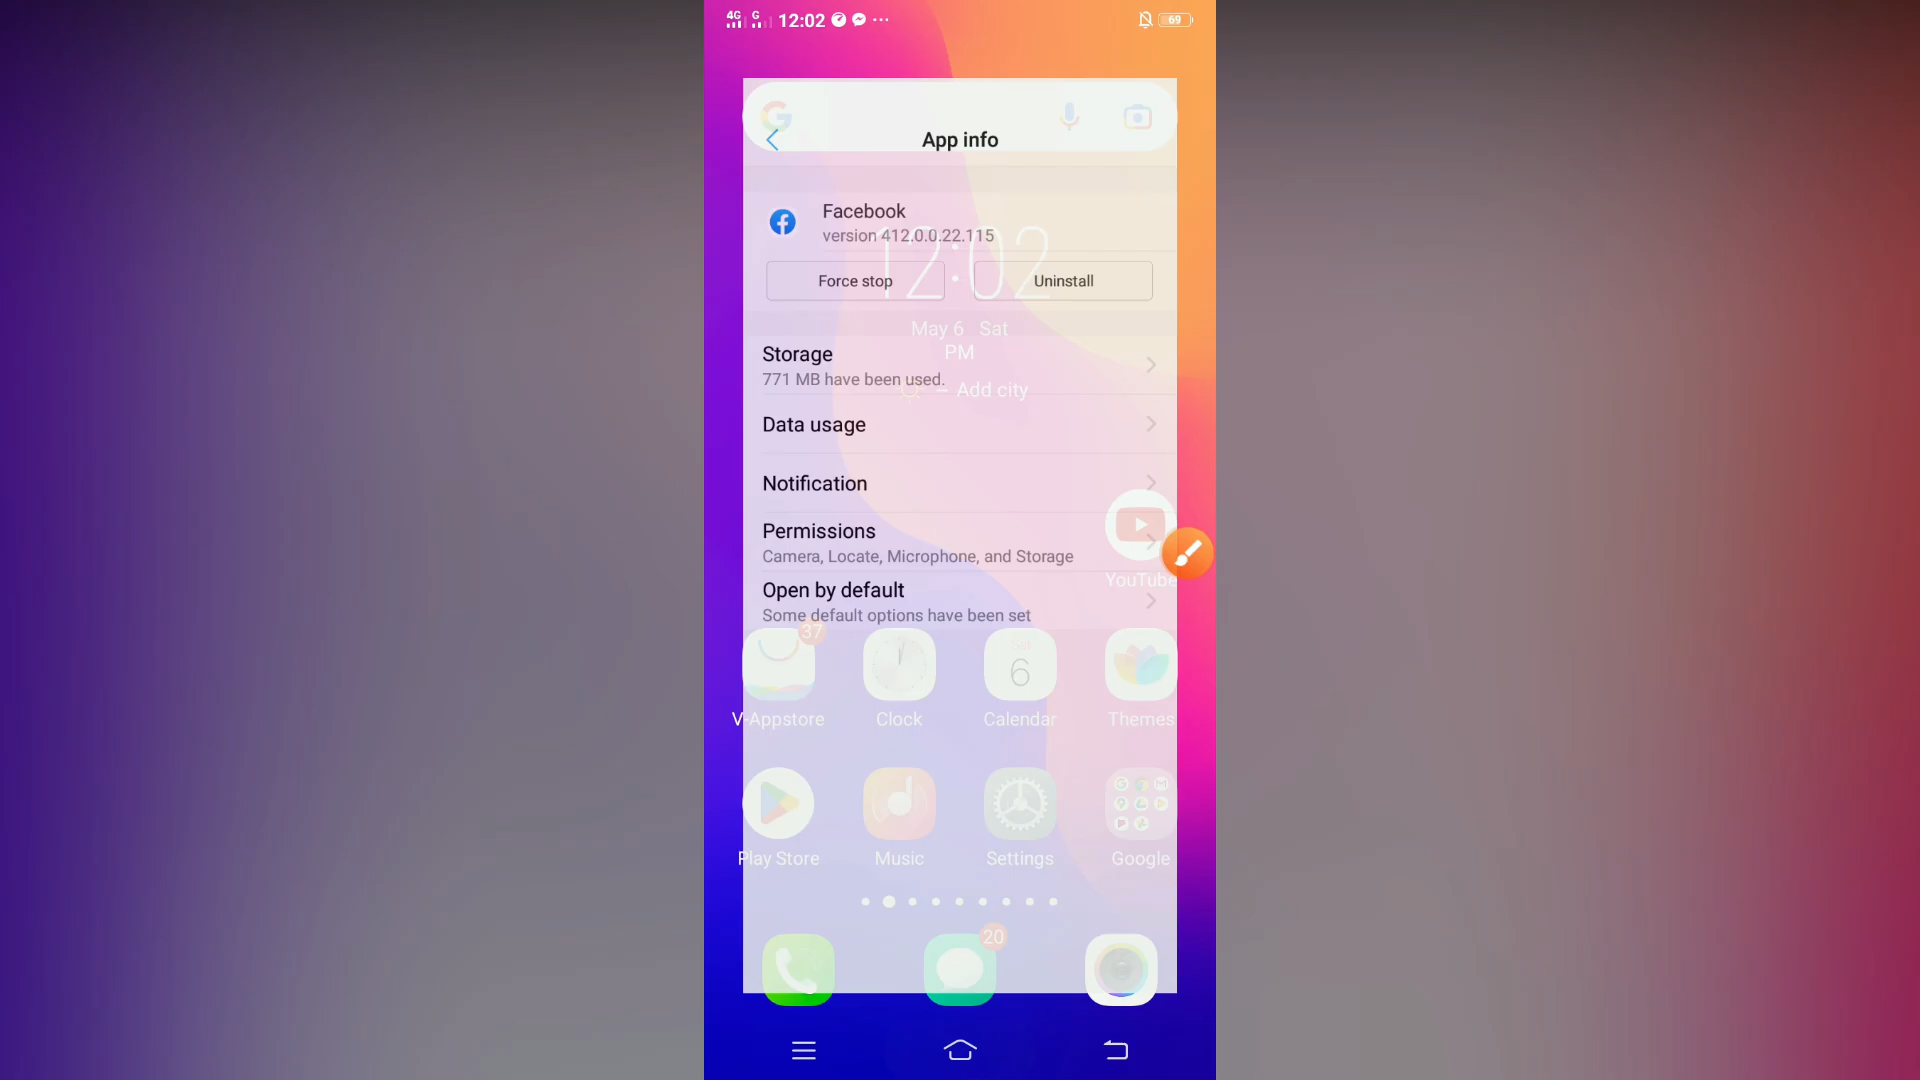 4G G 12:02 69
App info
Facebook
version 412.0.0.22.115
12:02
Force stop
Uninstall
May 6 Sat
PM
Storage
771 MB have been used.
Add city
Data usage
Notification
Permissions
Camera, Locate, Microphone, and Storage
YouTube
Open by default
Some default options have been set
37
Sat
6
V-Appstore Clock Calendar Themes
Play Store Music Settings Google
20